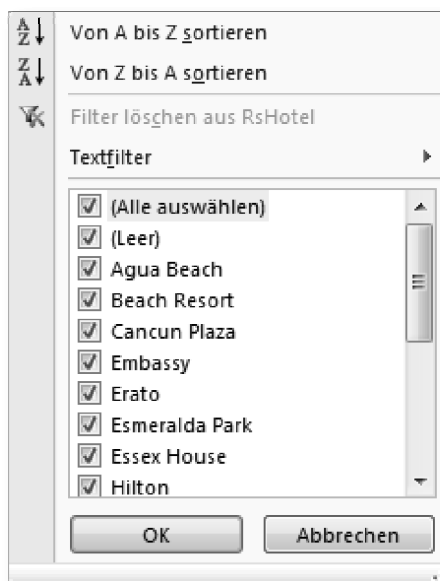 Von A bis Z sortieren
Von Z bis A sortieren
Filter löschen aus RsHotel
Textfilter
(Alle auswählen)
(Leer)
Agua Beach
Beach Resort
Cancun Plaza
Embassy
Erato
Esmeralda Park
Essex House
Hilton
OK Abbrechen